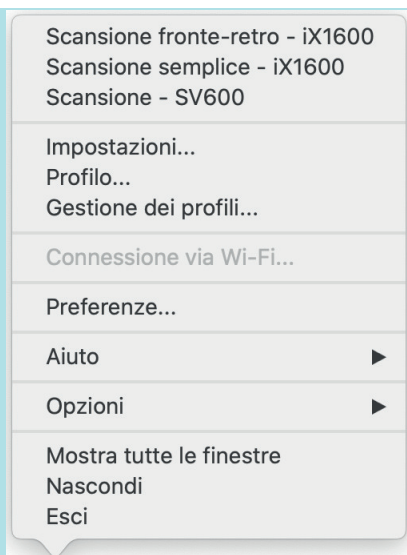 Scansione fronte-retro - iX1600
Scansione semplice - iX1600
Scansione - SV600
Impostazioni...
Profilo...
Gestione dei profili...
Connessione via Wi-Fi...
Preferenze...
Aiuto
Opzioni
Mostra tutte le finestre
Nascondi
Esci